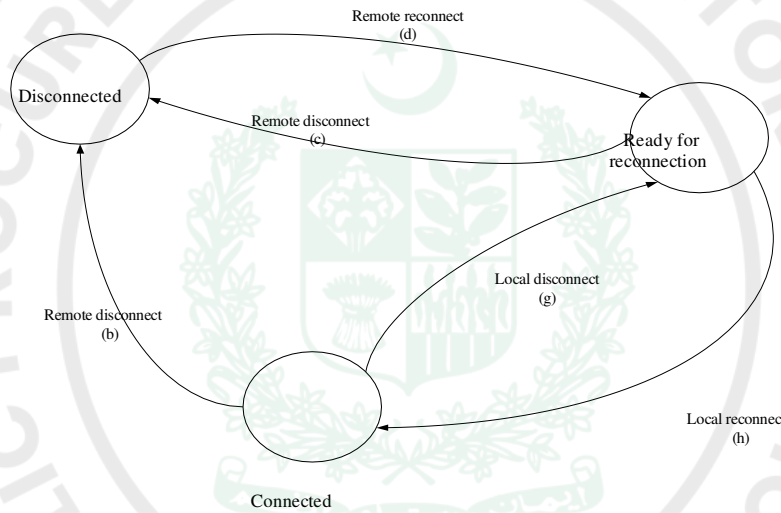 Remote reconnect
(d)
Disconnected
Remote disconnect
(c)
Ready for
reconnection
Local disconnect
(g)
Remote disconnect
(b)
Local reconnec
(h)
Connected